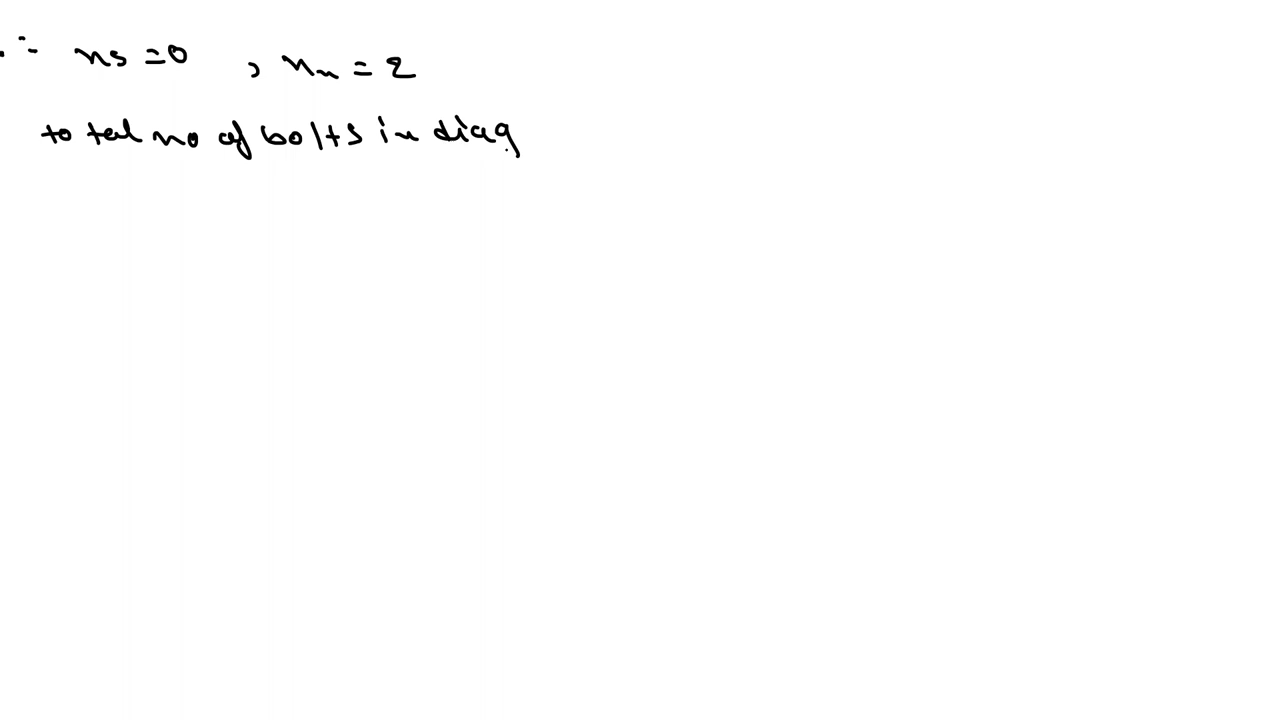 ∵ ns = 0 , nn = 2
total no of bolts in diag